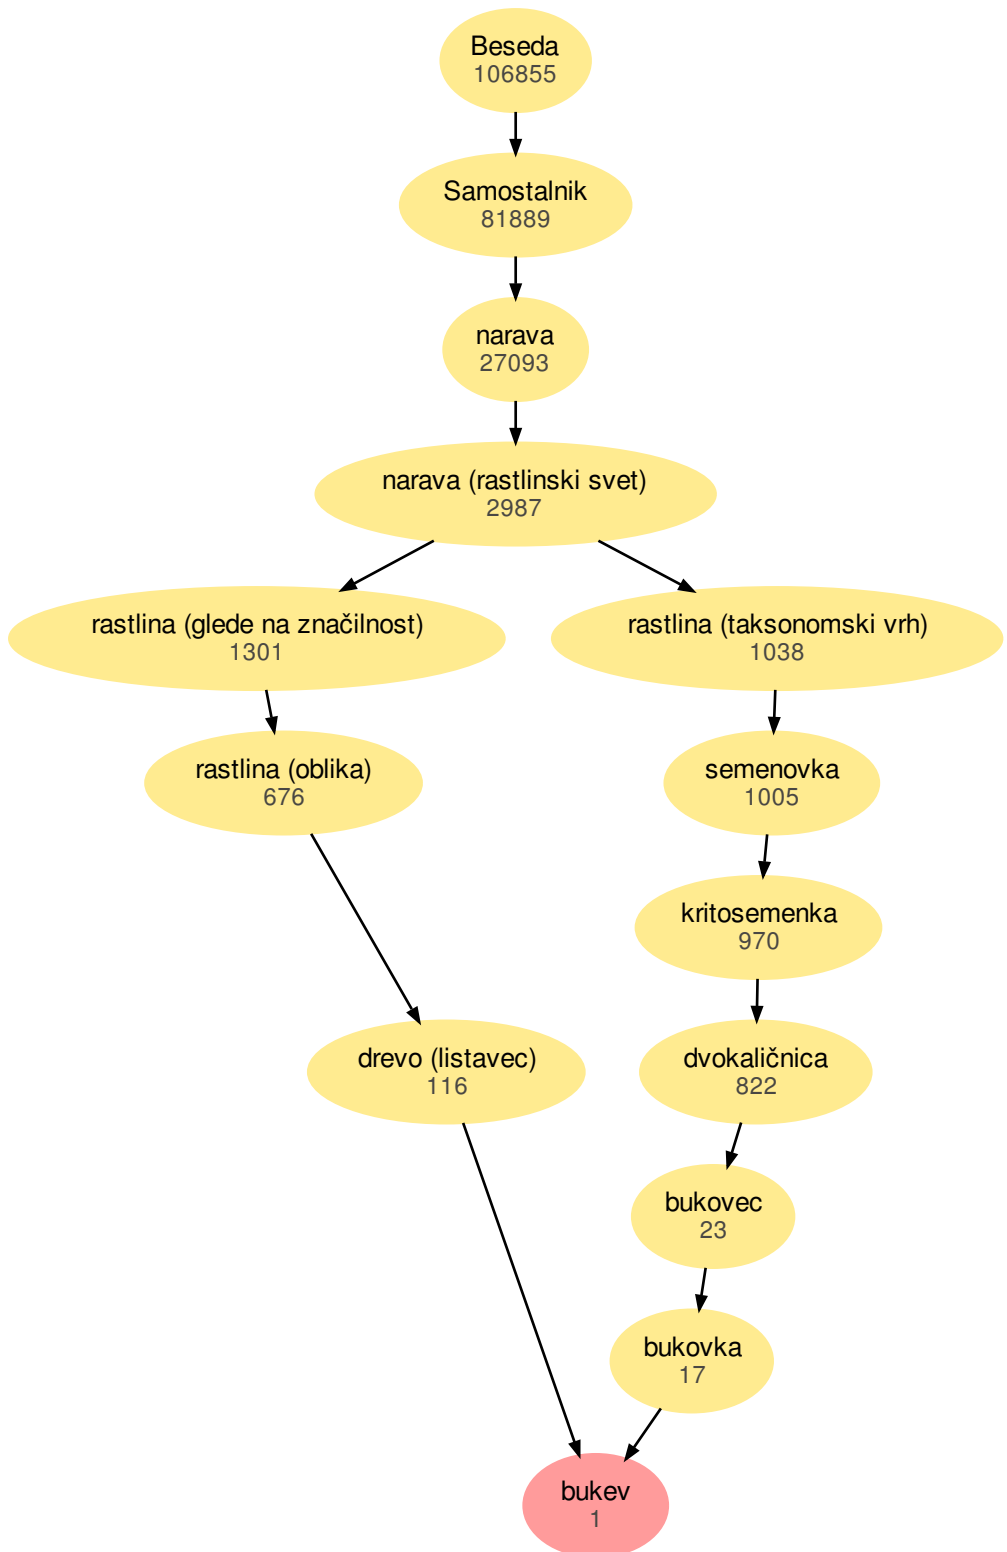 Beseda
106855
Samostalnik
81889
narava
27093
narava (rastlinski svet)
2987
rastlina (glede na značilnost)
1301
rastlina (taksonomski vrh)
1038
rastlina (oblika)
676
semenovka
1005
kritosemenka
970
drevo (listavec)
116
dvokaličnica
822
bukovec
23
bukovka
17
bukev
1